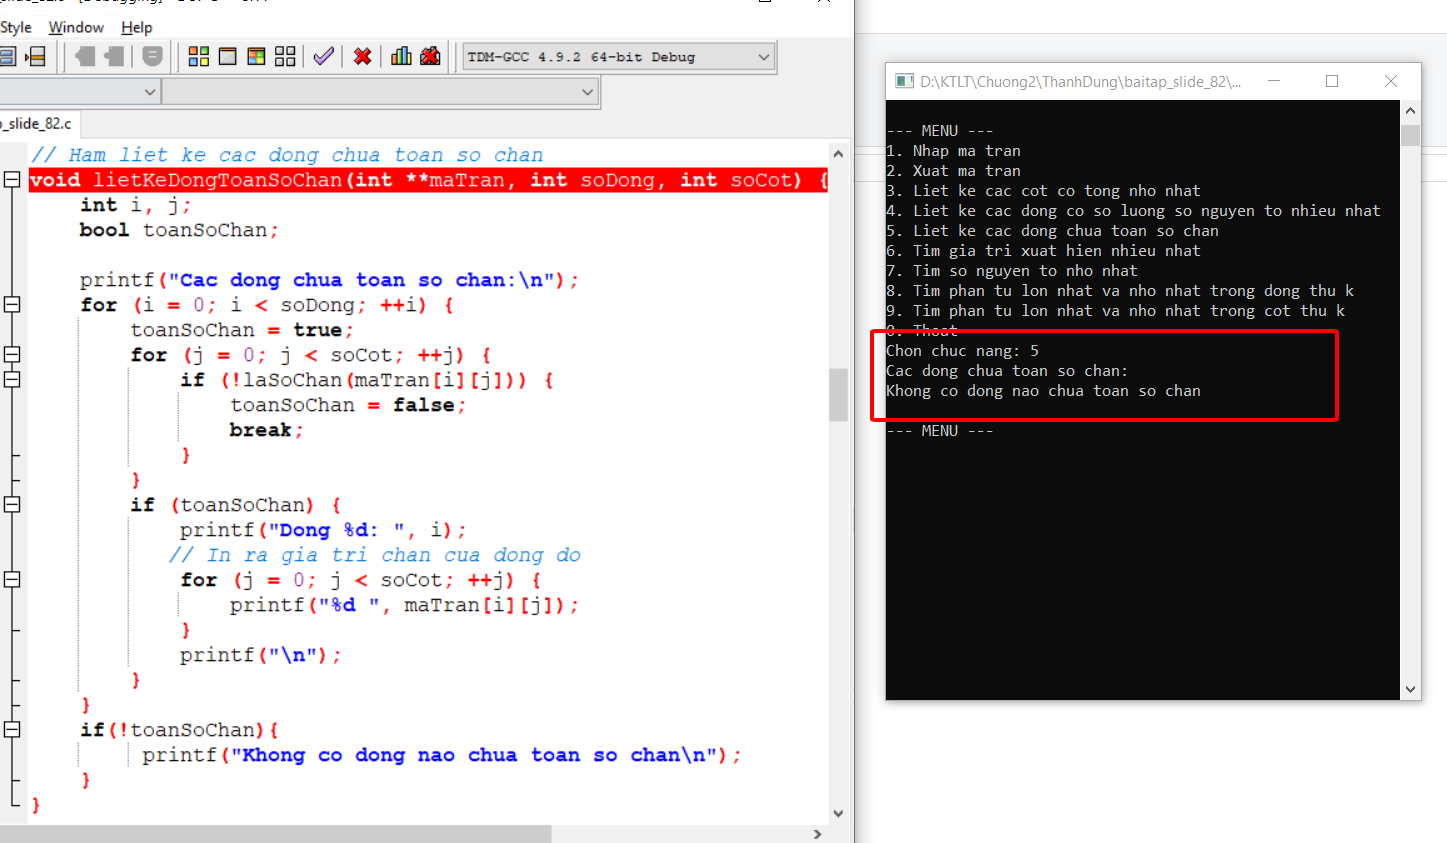 Style Window Help
TDM-GCC 4.9.2 64-bit Debug
_slide_82.c
// Ham liet ke cac dong chua toan so chan
void lietKeDongToanSoChan(int **maTran, int soDong, int soCot) {
int i, j;
bool toanSoChan;
printf("Cac dong chua toan so chan:\n");
for (i = 0; i < soDong; ++i) {
toanSoChan = true;
for (j = 0; j < soCot; ++j) {
if (!laSoChan(maTran[i][j])) {
toanSoChan = false;
break;
}
}
if (toanSoChan) {
printf("Dong %d: ", i);
// In ra gia tri chan cua dong do
for (j = 0; j < soCot; ++j) {
printf("%d ", maTran[i][j]);
}
printf("\n");
}
}
if(!toanSoChan){
printf("Khong co dong nao chua toan so chan\n");
}
}
D:\KTLT\Chuong2\ThanhDung\baitap_slide_82\...
--- MENU ---
1. Nhap ma tran
2. Xuat ma tran
3. Liet ke cac cot co tong nho nhat
4. Liet ke cac dong co so luong so nguyen to nhieu nhat
5. Liet ke cac dong chua toan so chan
6. Tim gia tri xuat hien nhieu nhat
7. Tim so nguyen to nho nhat
8. Tim phan tu lon nhat va nho nhat trong dong thu k
9. Tim phan tu lon nhat va nho nhat trong cot thu k
0. Thoat
Chon chuc nang: 5
Cac dong chua toan so chan:
Khong co dong nao chua toan so chan
--- MENU ---